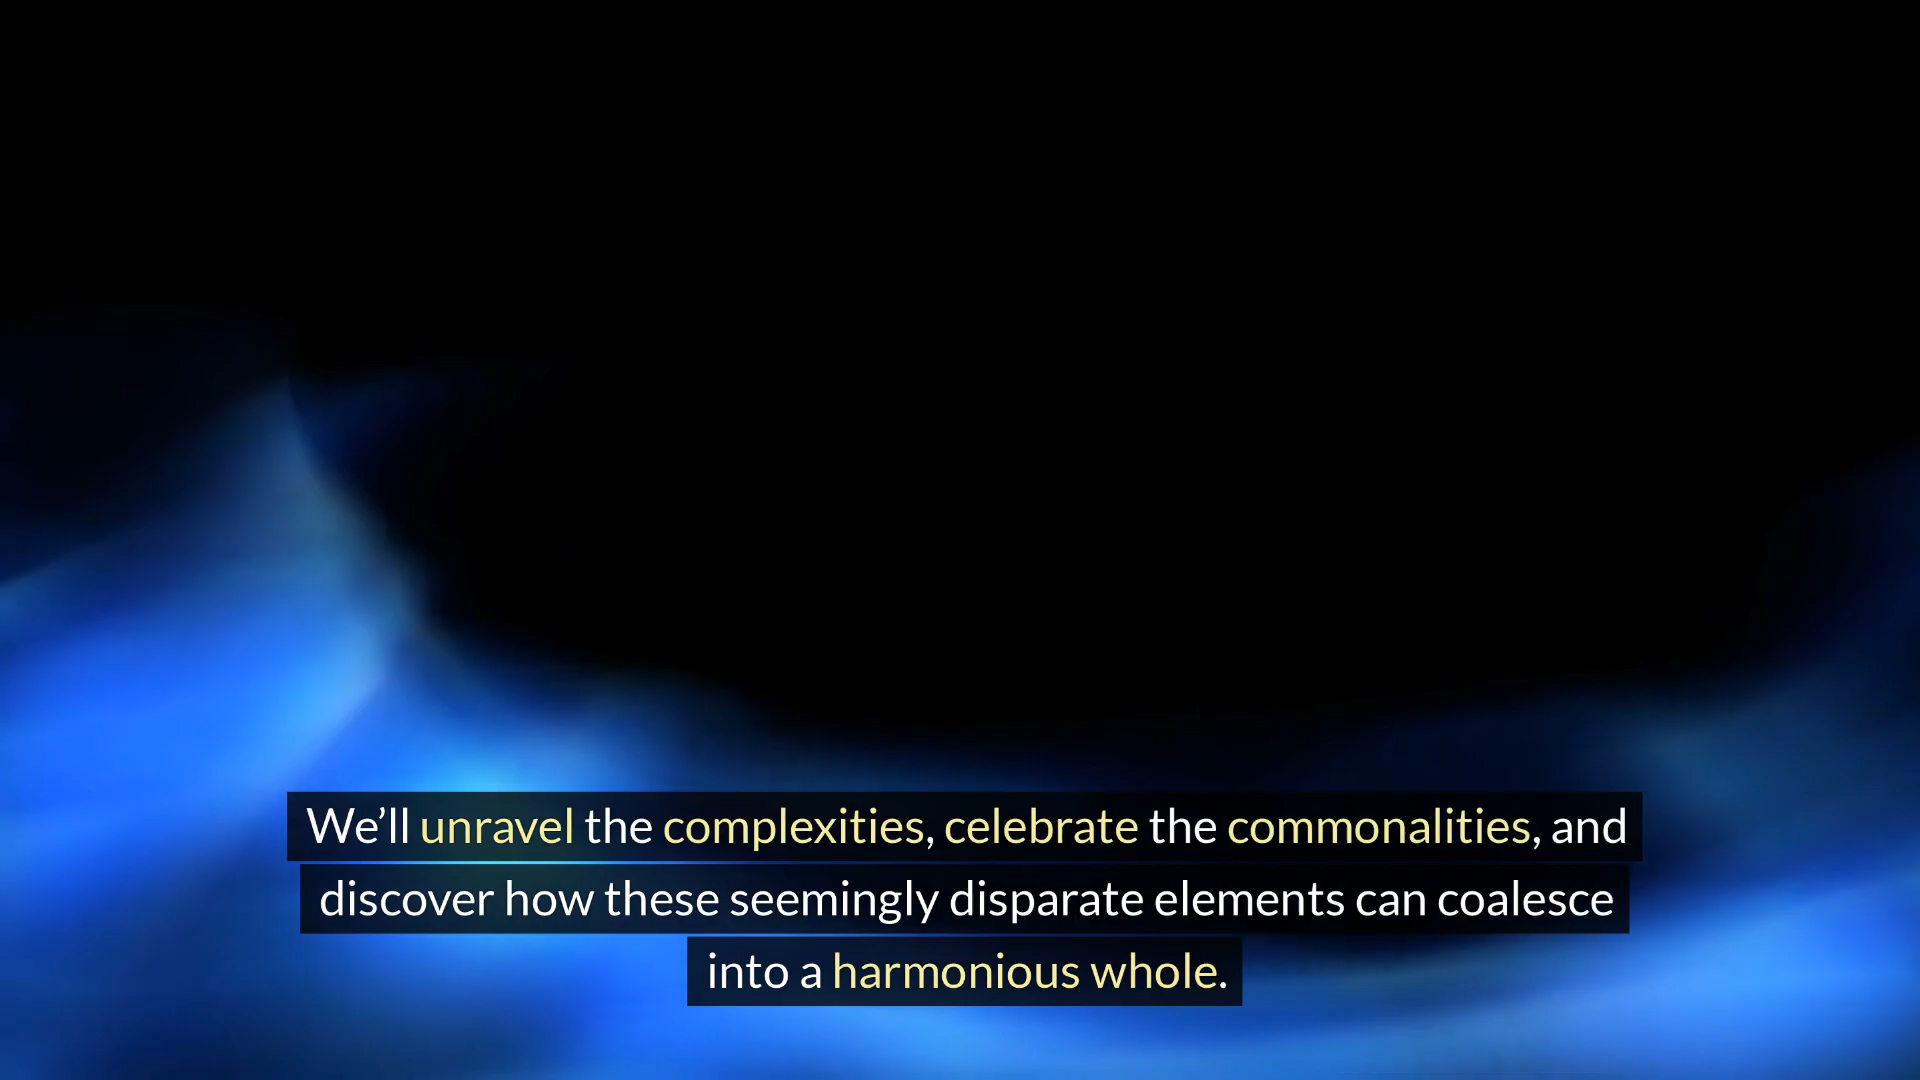 We’ll unravel the complexities, celebrate the commonalities, and
discover how these seemingly disparate elements can coalesce
into a harmonious whole.